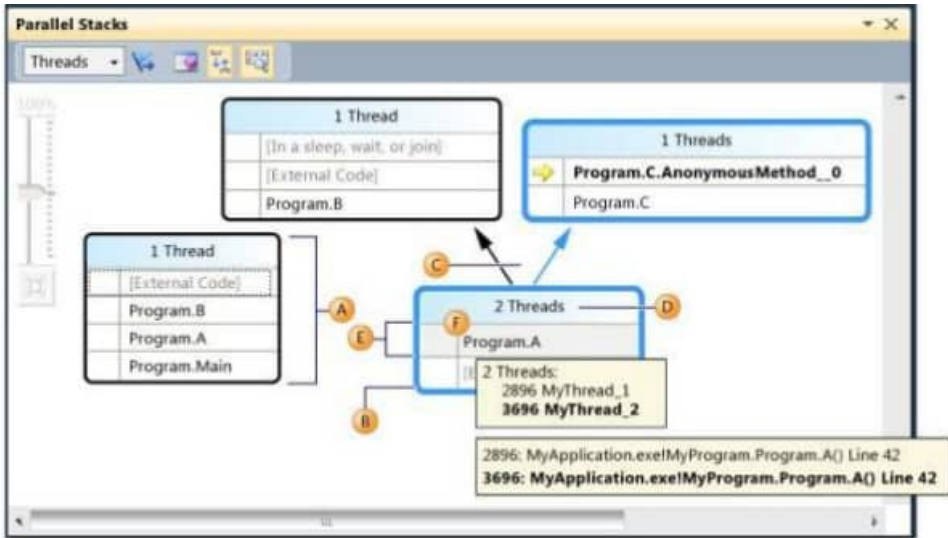 Parallel Stacks
Threads
100%
1 Thread
[In a sleep, wait, or join]
[External Code]
Program.B
1 Threads
Program.C.AnonymousMethod__0
Program.C
1 Thread
[External Code]
Program.B
Program.A
Program.Main
A
C
2 Threads
D
F
E
Program.A
B
2 Threads:
2896 MyThread_1
3696 MyThread_2
2896: MyApplication.exe!MyProgram.Program.A() Line 42
3696: MyApplication.exe!MyProgram.Program.A() Line 42